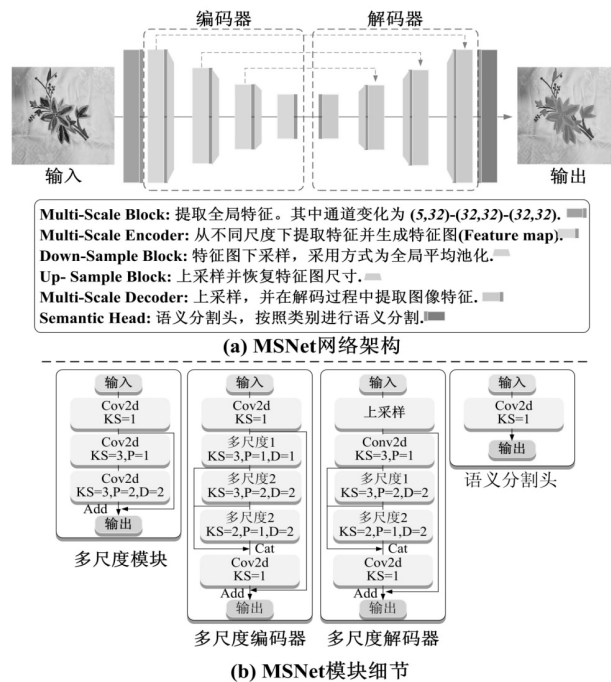 编码器 解码器
输入 输出
Multi-Scale Block: 提取全局特征。其中通道变化为 (5,32)-(32,32)-(32,32).
Multi-Scale Encoder: 从不同尺度下提取特征并生成特征图(Feature map).
Down-Sample Block: 特征图下采样，采用方式为全局平均池化.
Up- Sample Block: 上采样并恢复特征图尺寸.
Multi-Scale Decoder: 上采样，并在解码过程中提取图像特征.
Semantic Head: 语义分割头，按照类别进行语义分割.
(a) MSNet网络架构
输入
Cov2d
KS=1
Cov2d
KS=3,P=1
Cov2d
KS=3,P=2,D=2
Add
输出
多尺度模块
输入
Cov2d
KS=1
多尺度1
KS=3,P=1,D=1
多尺度2
KS=3,P=2,D=2
多尺度2
KS=2,P=1,D=2
Cat
Cov2d
KS=1
Add
输出
多尺度编码器
输入
上采样
Conv2d
KS=3,P=1
多尺度1
KS=3,P=2,D=2
多尺度2
KS=2,P=1,D=2
Cat
Cov2d
KS=1
Add
输出
多尺度解码器
输入
Cov2d
KS=1
输出
语义分割头
(b) MSNet模块细节